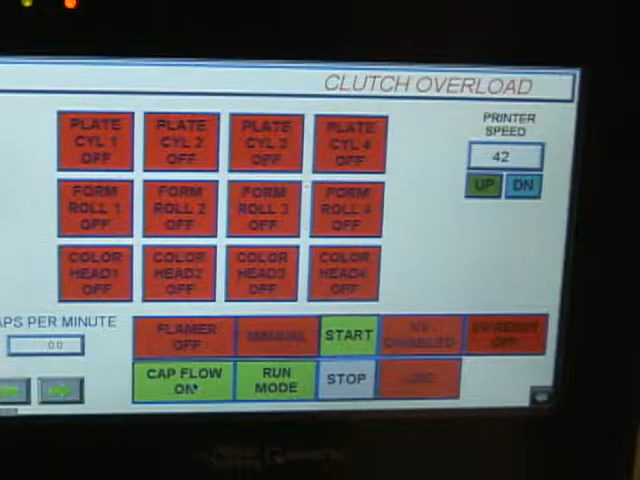 CLUTCH OVERLOAD
PLATE CYL 1 OFF
PLATE CYL 2 OFF
PLATE CYL 3 OFF
PLATE CYL 4 OFF
PRINTER SPEED
42
UP
DN
FORM ROLL 1 OFF
FORM ROLL 2 OFF
FORM ROLL 3 OFF
FORM ROLL 4 OFF
COLOR HEAD1 OFF
COLOR HEAD2 OFF
COLOR HEAD3 OFF
COLOR HEAD4 OFF
APS PER MINUTE
00
FLAMER OFF
MANUAL
START
OFF
CAP FLOW ON
RUN MODE
STOP